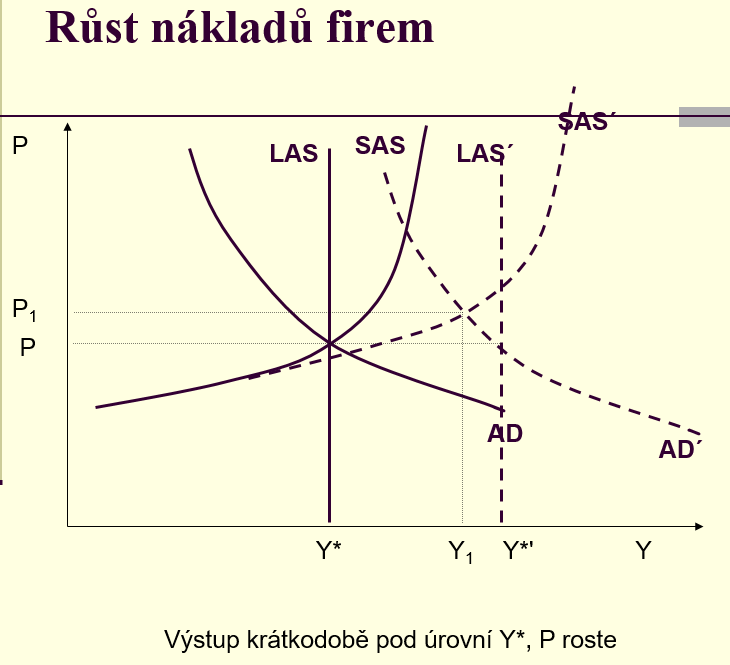 Růst nákladů firem
SAS´
P
LAS
SAS
LAS´
P1
P
AD
AD´
Y*
Y1
Y*'
Y
Výstup krátkodobě pod úrovní Y*, P roste